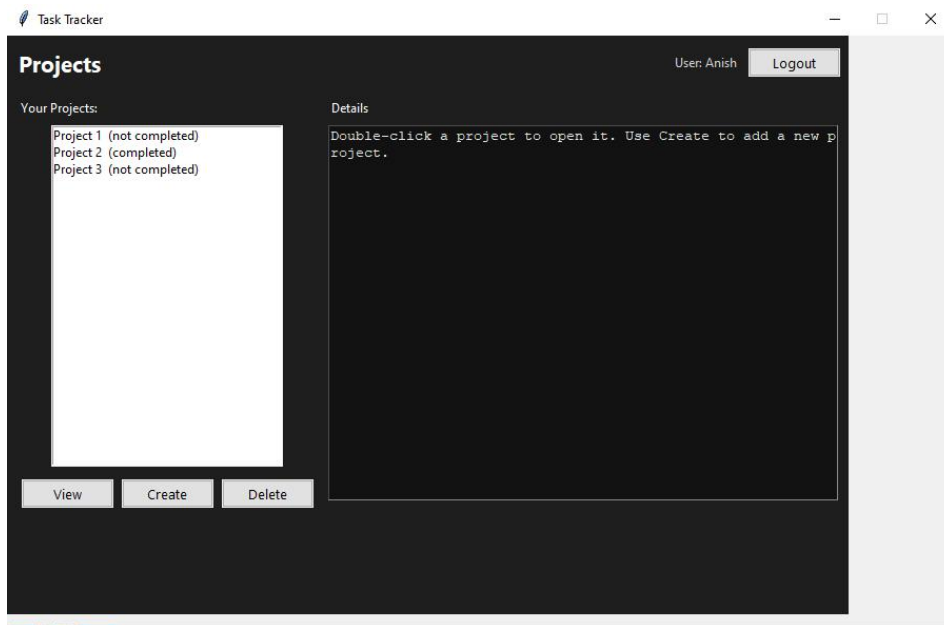 Task Tracker
Projects
User: Anish
Logout
Your Projects:
Details
Project 1 (not completed)
Project 2 (completed)
Project 3 (not completed)
Double-click a project to open it. Use Create to add a new p
roject.
View
Create
Delete